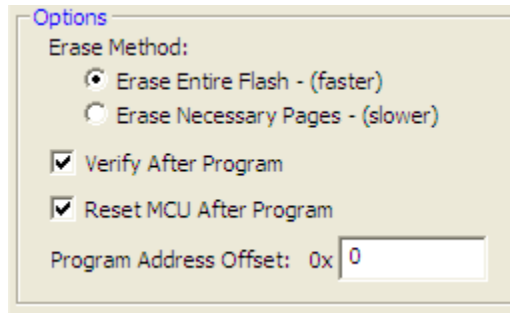 Options
Erase Method:
Erase Entire Flash - (faster)
Erase Necessary Pages - (slower)
Verify After Program
Reset MCU After Program
Program Address Offset: 0x 0